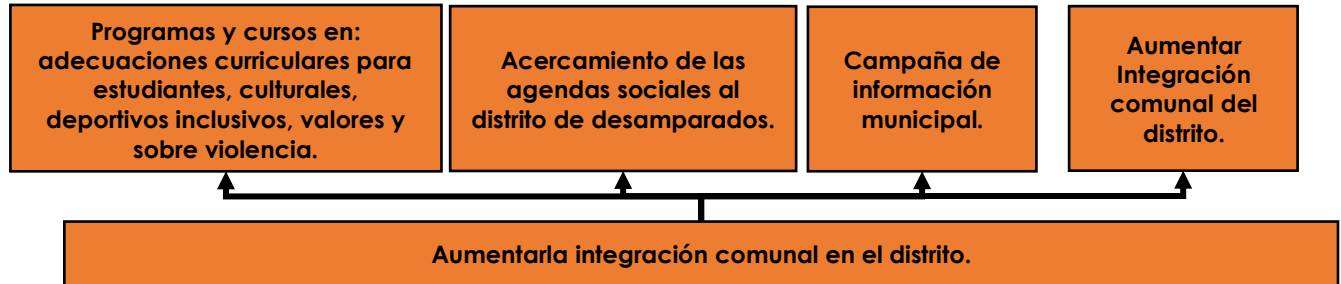 Programas y cursos en:
adecuaciones curriculares para
estudiantes, culturales,
deportivos inclusivos, valores y
sobre violencia.
Acercamiento de las
agendas sociales al
distrito de desamparados.
Campaña de
información
municipal.
Aumentar
Integración
comunal del
distrito.
Aumentarla integración comunal en el distrito.